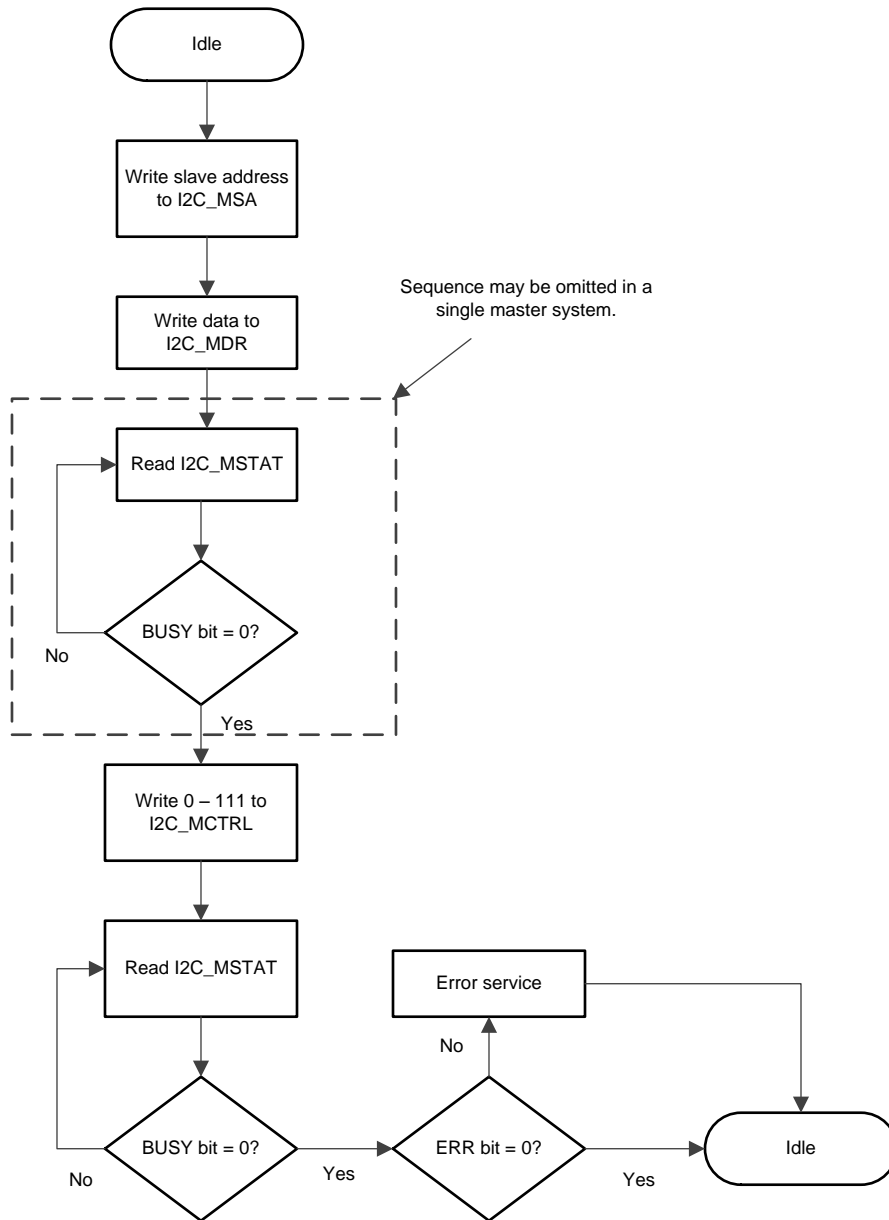 Idle
Write slave address
to I2C_MSA
Sequence may be omitted in a
single master system.
Write data to
I2C_MDR
Read I2C_MSTAT
BUSY bit = 0?
No
Yes
Write 0 – 111 to
I2C_MCTRL
Read I2C_MSTAT
Error service
No
BUSY bit = 0?
ERR bit = 0?
Idle
No
Yes
Yes